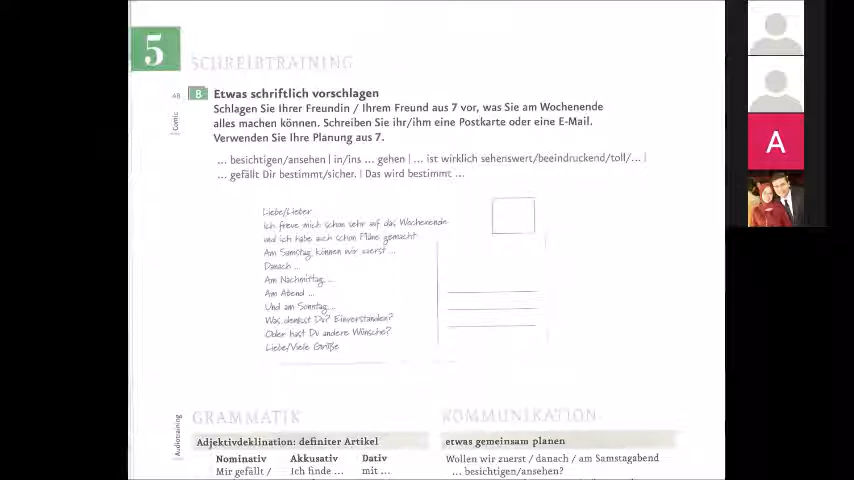 5
SCHREIBTRAINING
48
8 Etwas schriftlich vorschlagen
Comic
Schlagen Sie Ihrer Freundin / Ihrem Freund aus 7 vor, was Sie am Wochenende
alles machen können. Schreiben Sie ihr/ihm eine Postkarte oder eine E-Mail.
Verwenden Sie Ihre Planung aus 7.
... besichtigen/ansehen | in/ins ... gehen | ... ist wirklich sehenswert/beeindruckend/toll/... |
... gefällt Dir bestimmt/sicher. | Das wird bestimmt ...
Liebe/Lieber
ich freue mich schon sehr auf das Wochenende
und ich habe auch schon Pläne gemacht.
Am Samstag können wir zuerst ...
Danach ...
Am Nachmittag ...
Am Abend ...
Und am Sonntag ...
Was denkst Du? Einverstanden?
Oder hast Du andere Wünsche?
Liebe/Viele Grüße
A
Audiotraining
GRAMMATIK
Adjektivdeklination: definiter Artikel
Nominativ Akkusativ Dativ
Mir gefällt / Ich finde ... mit ...
KOMMUNIKATION
etwas gemeinsam planen
Wollen wir zuerst / danach / am Samstagabend
... besichtigen/ansehen?